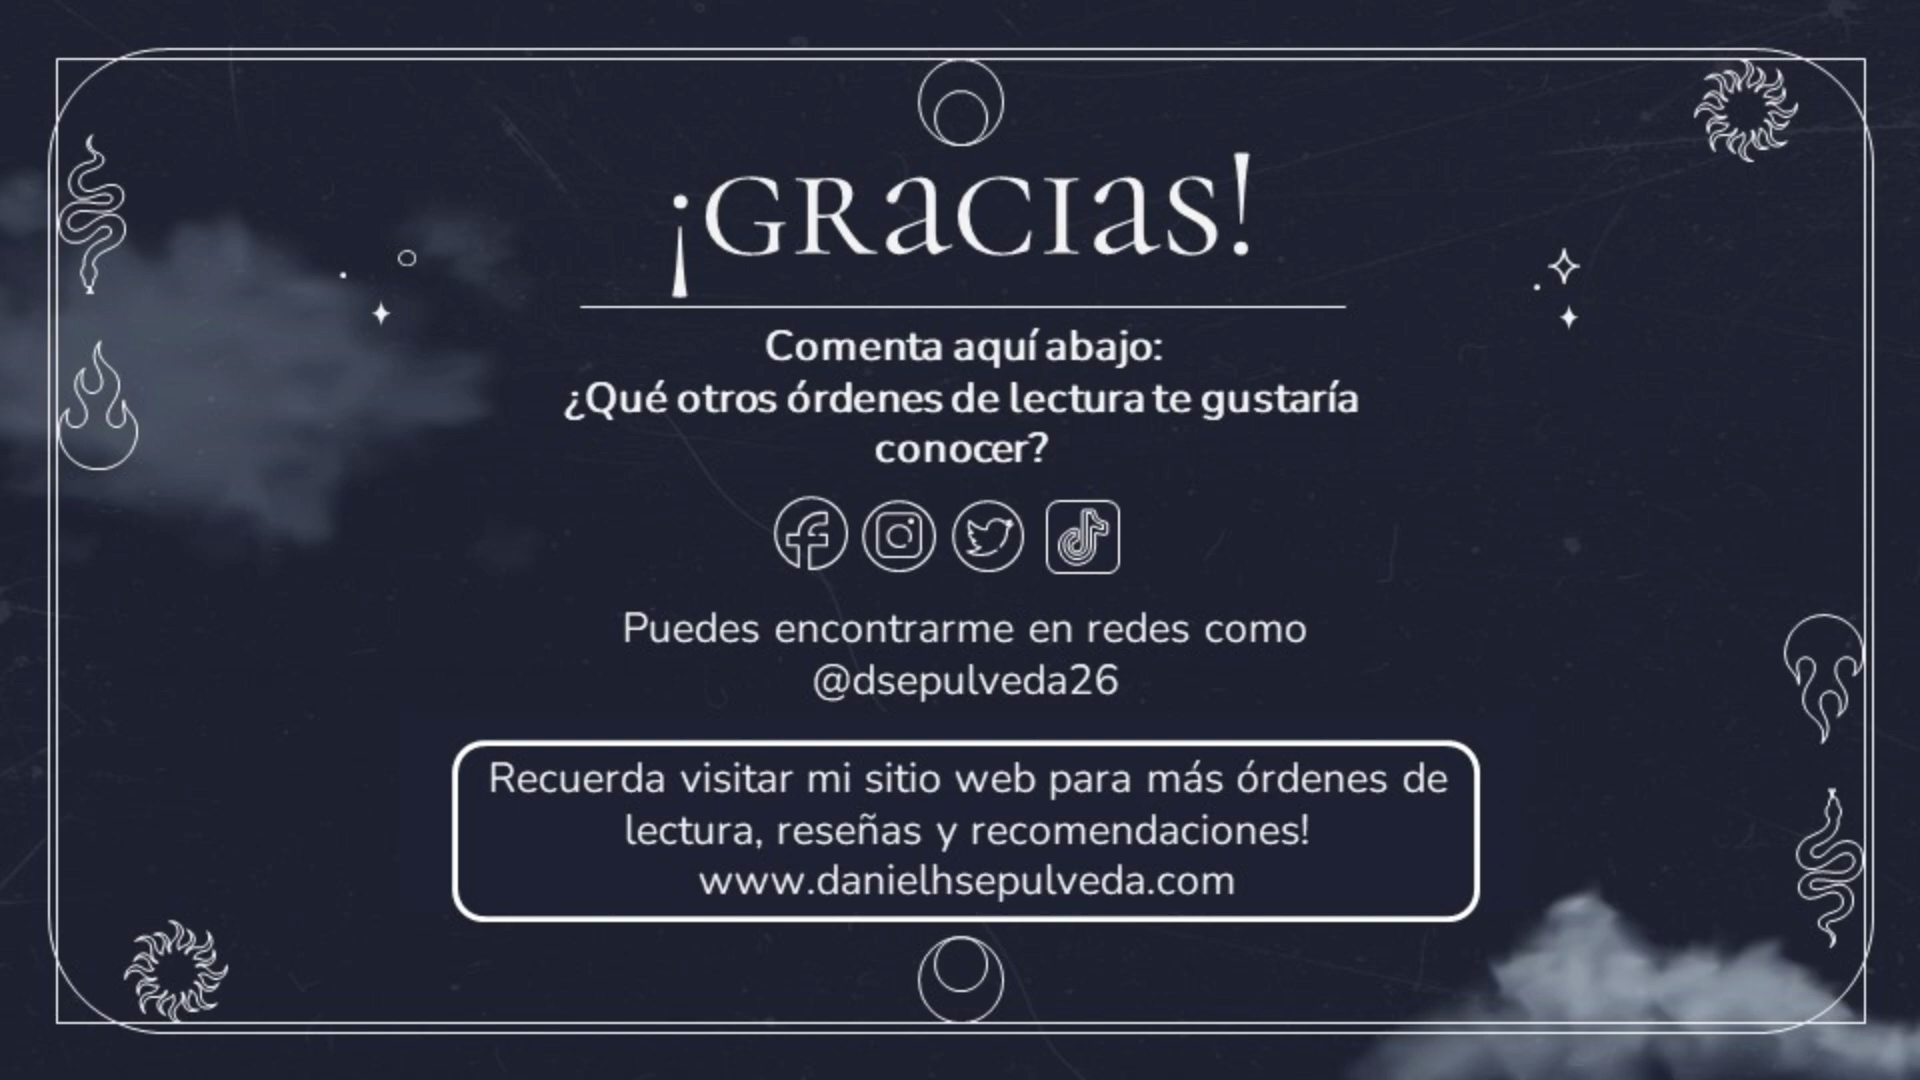 ¡GRacias!
Comenta aquí abajo:
¿Qué otros órdenes de lectura te gustaría
conocer?
Puedes encontrarme en redes como
@dsepulveda26
Recuerda visitar mi sitio web para más órdenes de
lectura, reseñas y recomendaciones!
www.danielhsepulveda.com